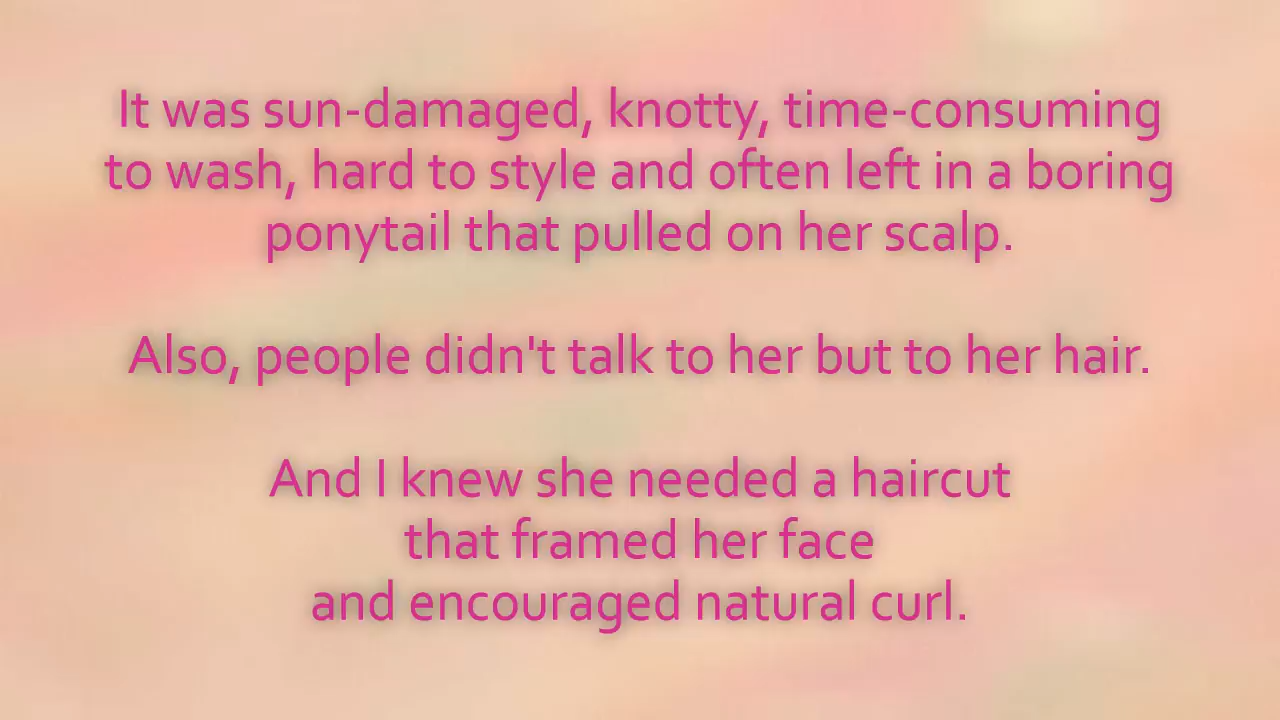 It was sun-damaged, knotty, time-consuming
to wash, hard to style and often left in a boring
ponytail that pulled on her scalp.
Also, people didn't talk to her but to her hair.
And I knew she needed a haircut
that framed her face
and encouraged natural curl.